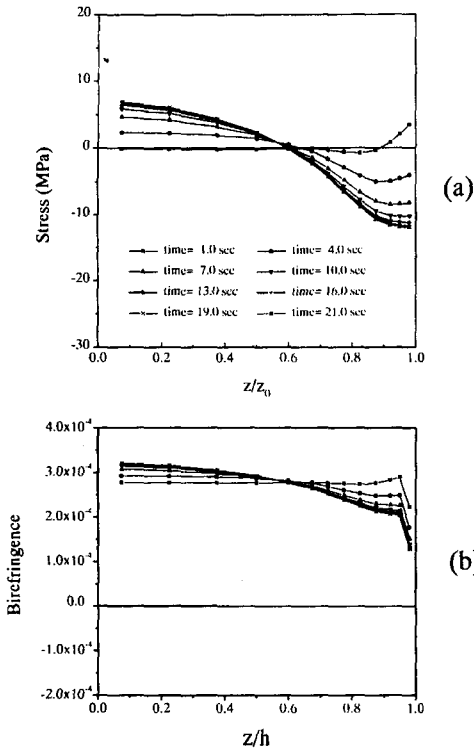 20
10
0
-10
-20
-30
Stress (MPa)
time= 1.0 sec
time= 4.0 sec
time= 7.0 sec
time= 10.0 sec
time= 13.0 sec
time= 16.0 sec
time= 19.0 sec
time= 21.0 sec
0.0 0.2 0.4 0.6 0.8 1.0
z/z₀
(a)
4.0x10⁻⁴
3.0x10⁻⁴
2.0x10⁻⁴
1.0x10⁻⁴
0.0
-1.0x10⁻⁴
-2.0x10⁻⁴
Birefringence
0.0 0.2 0.4 0.6 0.8 1.0
z/h
(b)